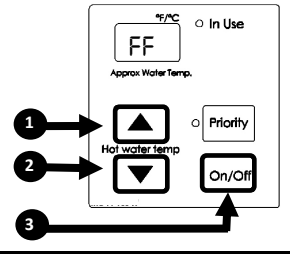 °F/°C
In Use
FF
Approx Water Temp.
1
Priority
Hot water temp
2
On/Off
3